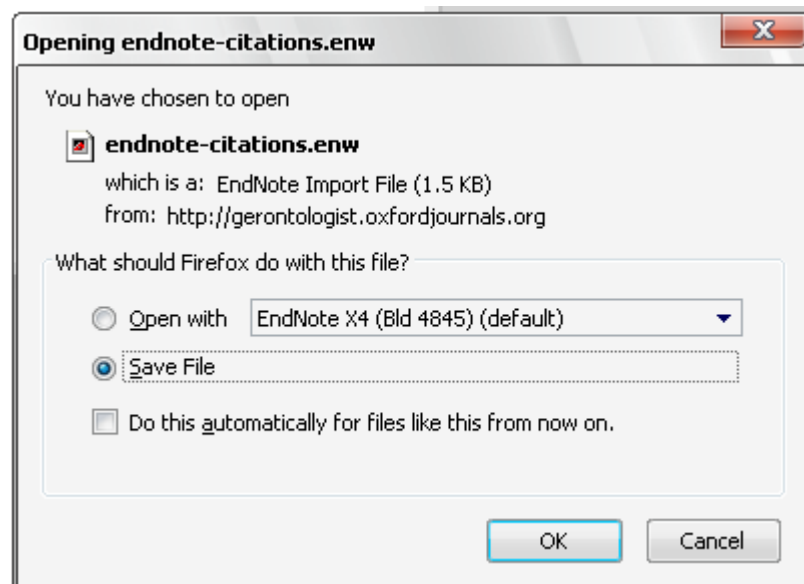 Opening endnote-citations.enw
You have chosen to open
endnote-citations.enw
which is a: EndNote Import File (1.5 KB)
from: http://gerontologist.oxfordjournals.org
What should Firefox do with this file?
Open with EndNote X4 (Bld 4845) (default)
Save File
Do this automatically for files like this from now on.
OK Cancel